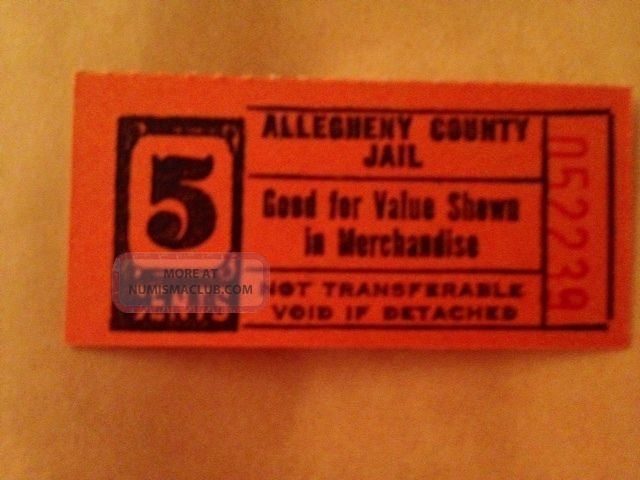 ALLEGHENY COUNTY
JAIL
5
CENTS
Good for Value Shown
in Merchandise
NOT TRANSFERABLE
VOID IF DETACHED
052239
MORE AT
NUMISMACLUB.COM